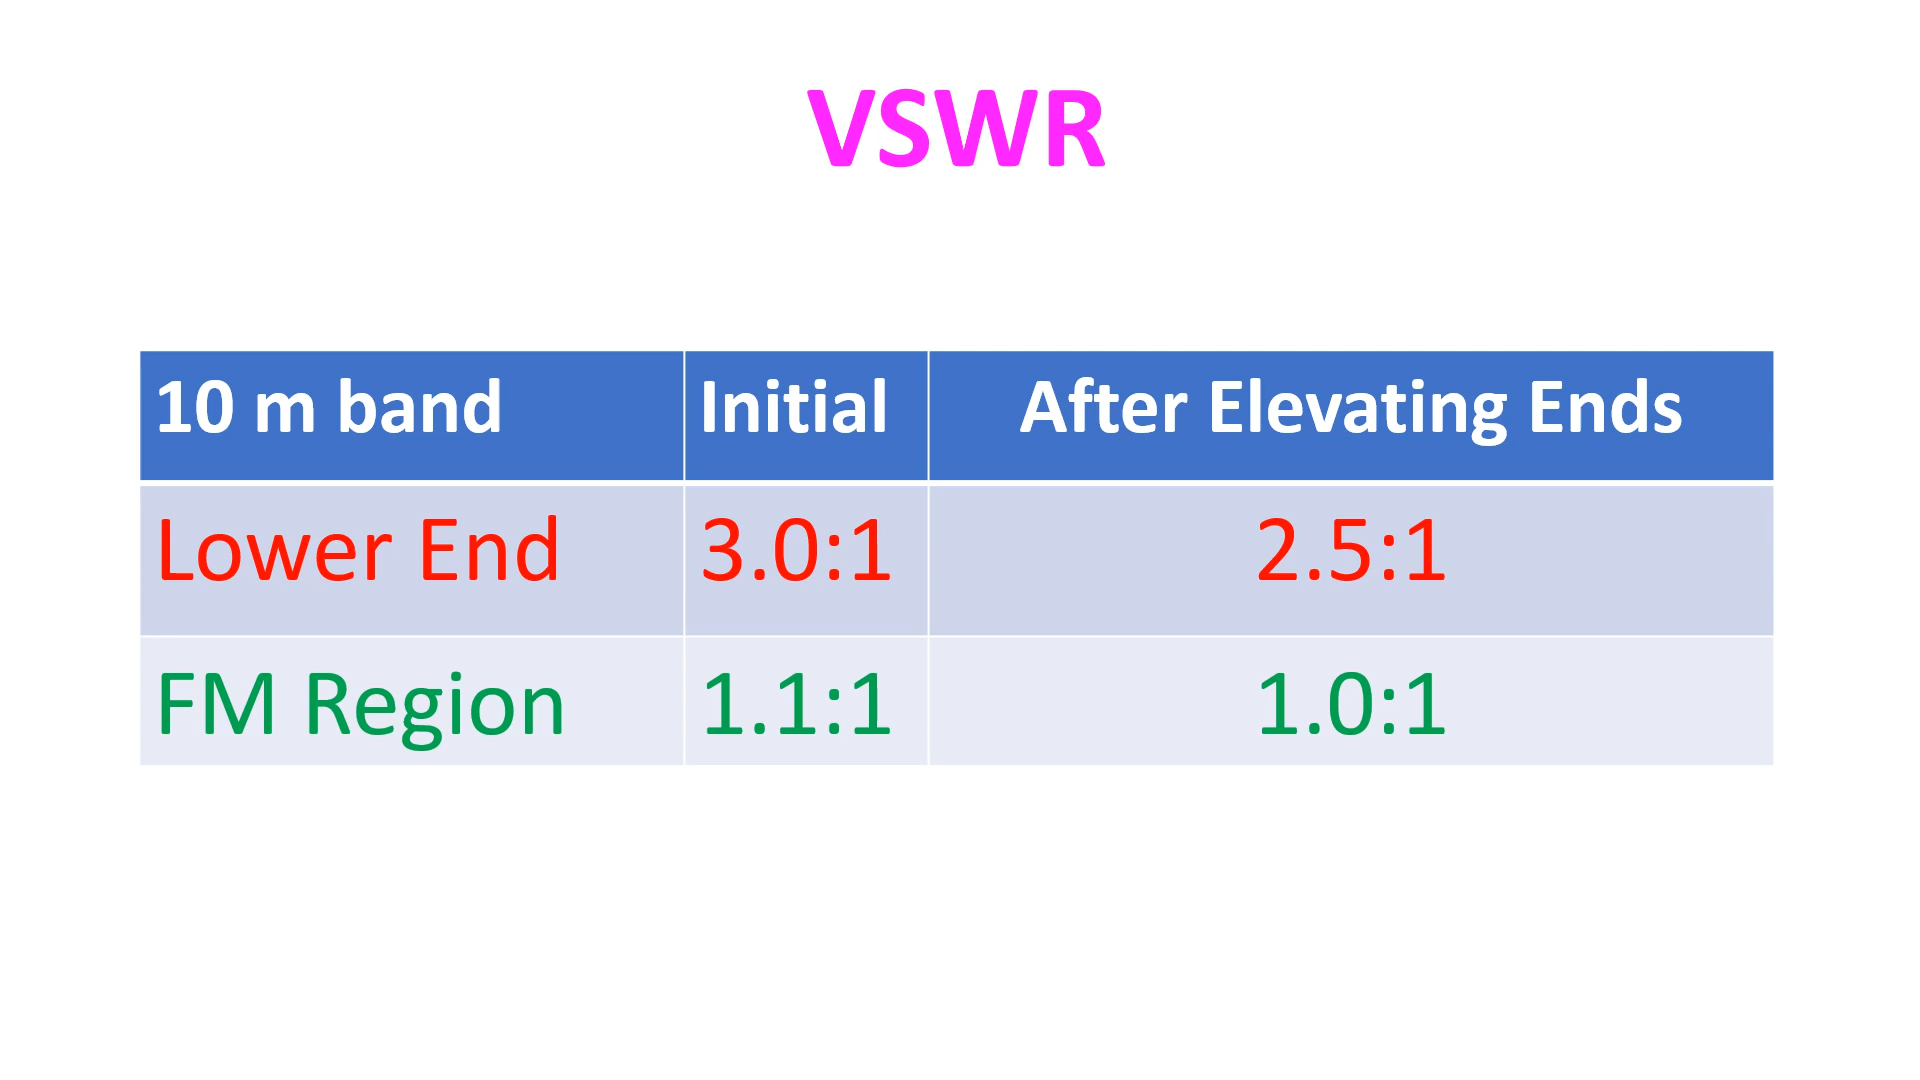 VSWR
10 m band Initial After Elevating Ends
Lower End 3.0:1 2.5:1
FM Region 1.1:1 1.0:1